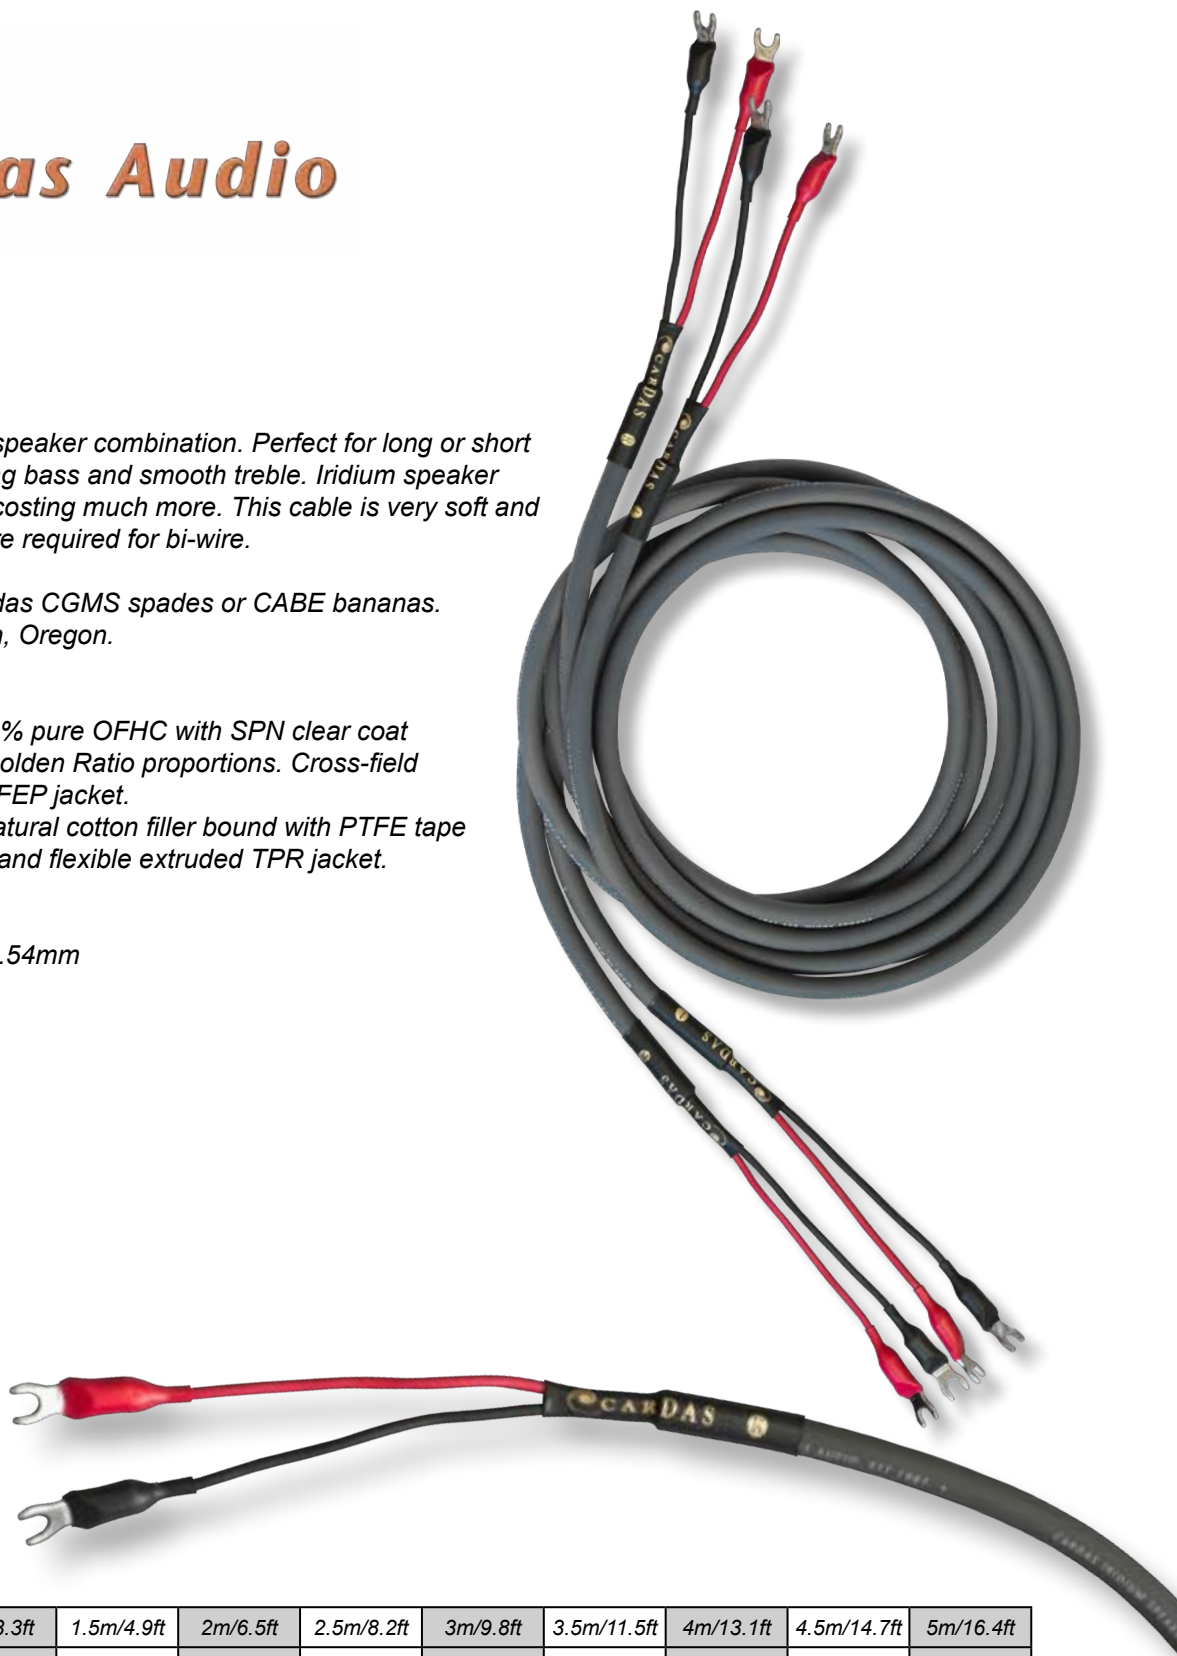 as Audio
speaker combination. Perfect for long or short
g bass and smooth treble. Iridium speaker
costing much more. This cable is very soft and
e required for bi-wire.
das CGMS spades or CABE bananas.
, Oregon.
% pure OFHC with SPN clear coat
olden Ratio proportions. Cross-field
FEP jacket.
atural cotton filler bound with PTFE tape
and flexible extruded TPR jacket.
.54mm
CARDAS
CARDAS
CARDAS
CARDAS
CARDAS
3.3ft 1.5m/4.9ft 2m/6.5ft 2.5m/8.2ft 3m/9.8ft 3.5m/11.5ft 4m/13.1ft 4.5m/14.7ft 5m/16.4ft